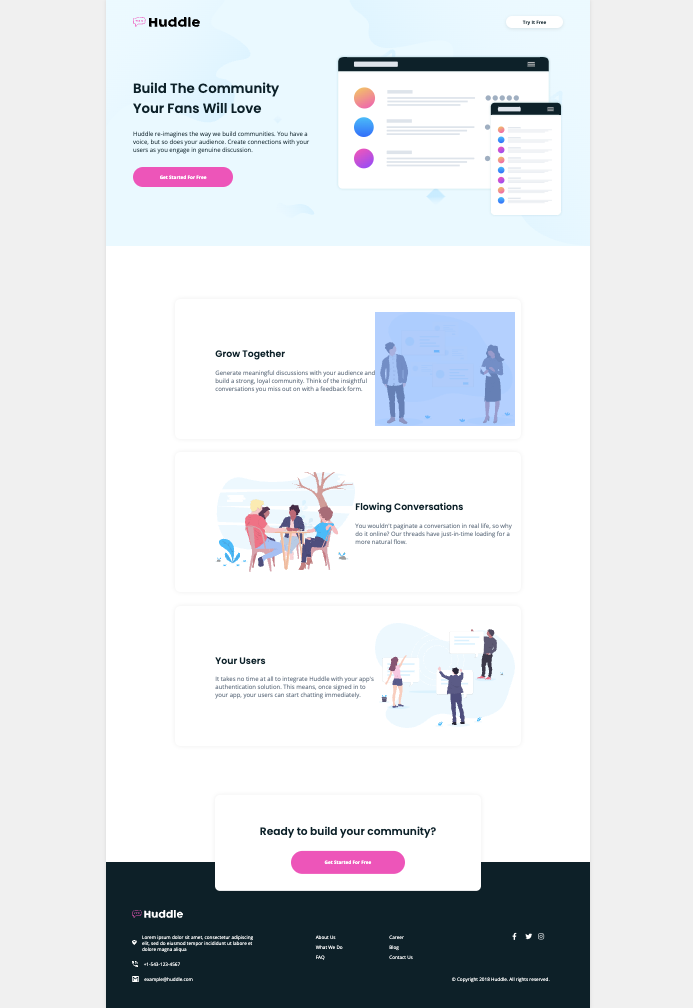 Huddle
Try It Free
Build The Community
Your Fans Will Love
Huddle re-imagines the way we build communities. You have a
voice, but so does your audience. Create connections with your
users as you engage in genuine discussion.
Get Started For Free
Grow Together
Generate meaningful discussions with your audience and
build a strong, loyal community. Think of the insightful
conversations you miss out on with a feedback form.
Flowing Conversations
You wouldn't paginate a conversation in real life, so why
do it online? Our threads have just-in-time loading for a
more natural flow.
Your Users
It takes no time at all to integrate Huddle with your app's
authentication solution. This means, once signed in to
your app, your users can start chatting immediately.
Ready to build your community?
Get Started For Free
Huddle
Lorem ipsum dolor sit amet, consectetur adipiscing
elit, sed do eiusmod tempor incididunt ut labore et
dolore magna aliqua
+1-543-123-4567
example@huddle.com
About Us
What We Do
FAQ
Career
Blog
Contact Us
© Copyright 2018 Huddle. All rights reserved.